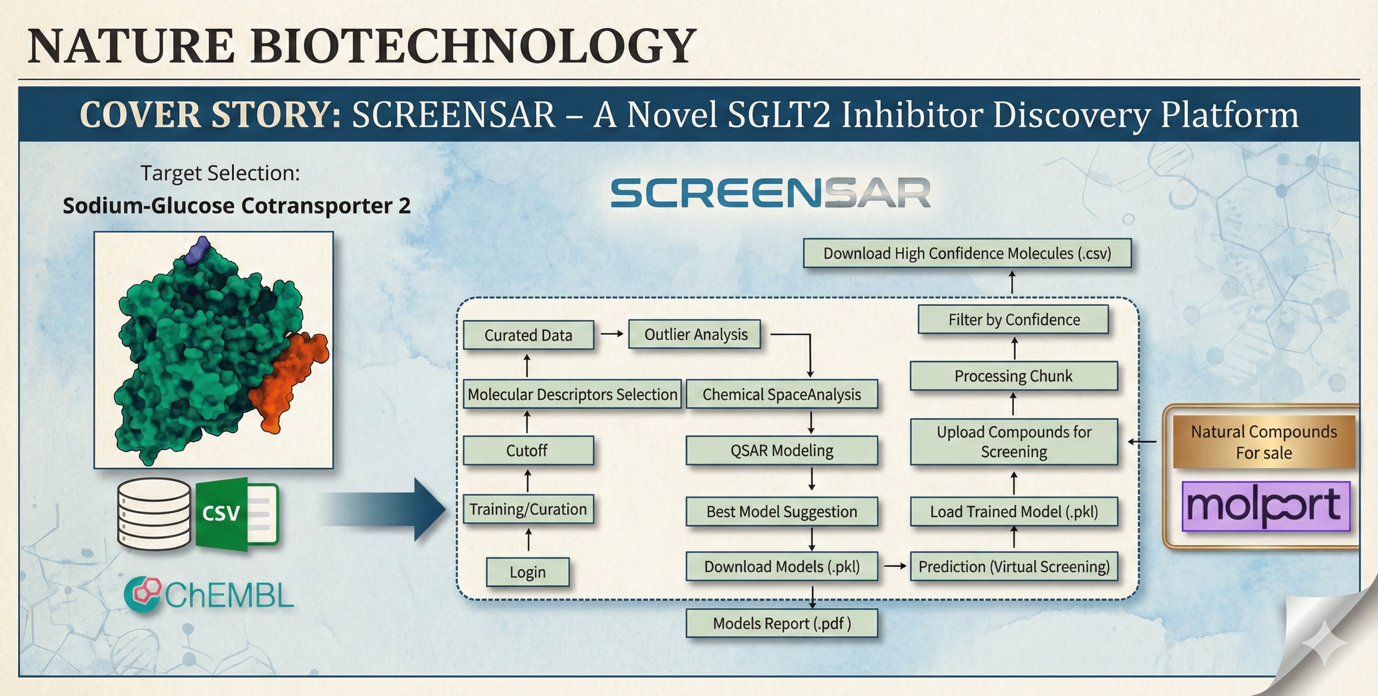 NATURE BIOTECHNOLOGY
COVER STORY: SCREENSAR – A Novel SGLT2 Inhibitor Discovery Platform
Target Selection:
Sodium-Glucose Cotransporter 2
CSV
ChEMBL
SCREENSAR
Login
Training/Curation
Cutoff
Molecular Descriptors Selection
Curated Data
Outlier Analysis
Chemical SpaceAnalysis
QSAR Modeling
Best Model Suggestion
Download Models (.pkl)
Models Report (.pdf )
Prediction (Virtual Screening)
Load Trained Model (.pkl)
Upload Compounds for
Screening
Processing Chunk
Filter by Confidence
Download High Confidence Molecules (.csv)
Natural Compounds
For sale
molport